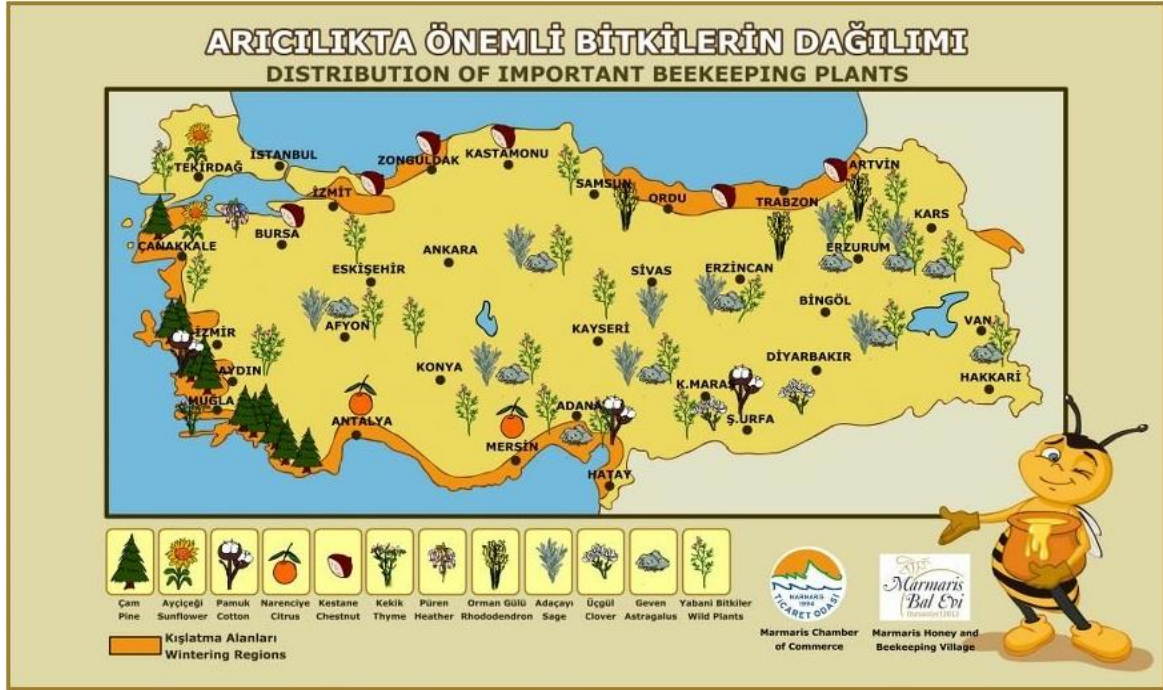 ARICILIKTA ÖNEMLİ BİTKİLERİN DAĞILIMI
DISTRIBUTION OF IMPORTANT BEEKEEPING PLANTS
TEKİRDAĞ
İSTANBUL
ZONGULDAK
KASTAMONU
ARTVİN
İZMİT
SAMSUN
ORDU
TRABZON
KARS
ÇANAKKALE
BURSA
ANKARA
ERZURUM
ESKİŞEHİR
SİVAS
ERZİNCAN
BİNGÖL
İZMİR
AFYON
KAYSERİ
VAN
AYDIN
KONYA
DİYARBAKIR
K.MARAŞ
HAKKARİ
MUĞLA
ANTALYA
ADANA
Ş.URFA
MERSİN
HATAY
Çam
Pine
Ayçiçeği
Sunflower
Pamuk
Cotton
Narenciye
Citrus
Kestane
Chestnut
Kekik
Thyme
Püren
Heather
Orman Gülü
Rhododendron
Adaçayı
Sage
Üçgül
Clover
Geven
Astragalus
Yabani Bitkiler
Wild Plants
Kışlatma Alanları
Wintering Regions
MARMARİS
1994
TİCARET ODASI
Marmaris Chamber
of Commerce
Marmaris
Bal Evi
Marmaris Honey and
Beekeeping Village